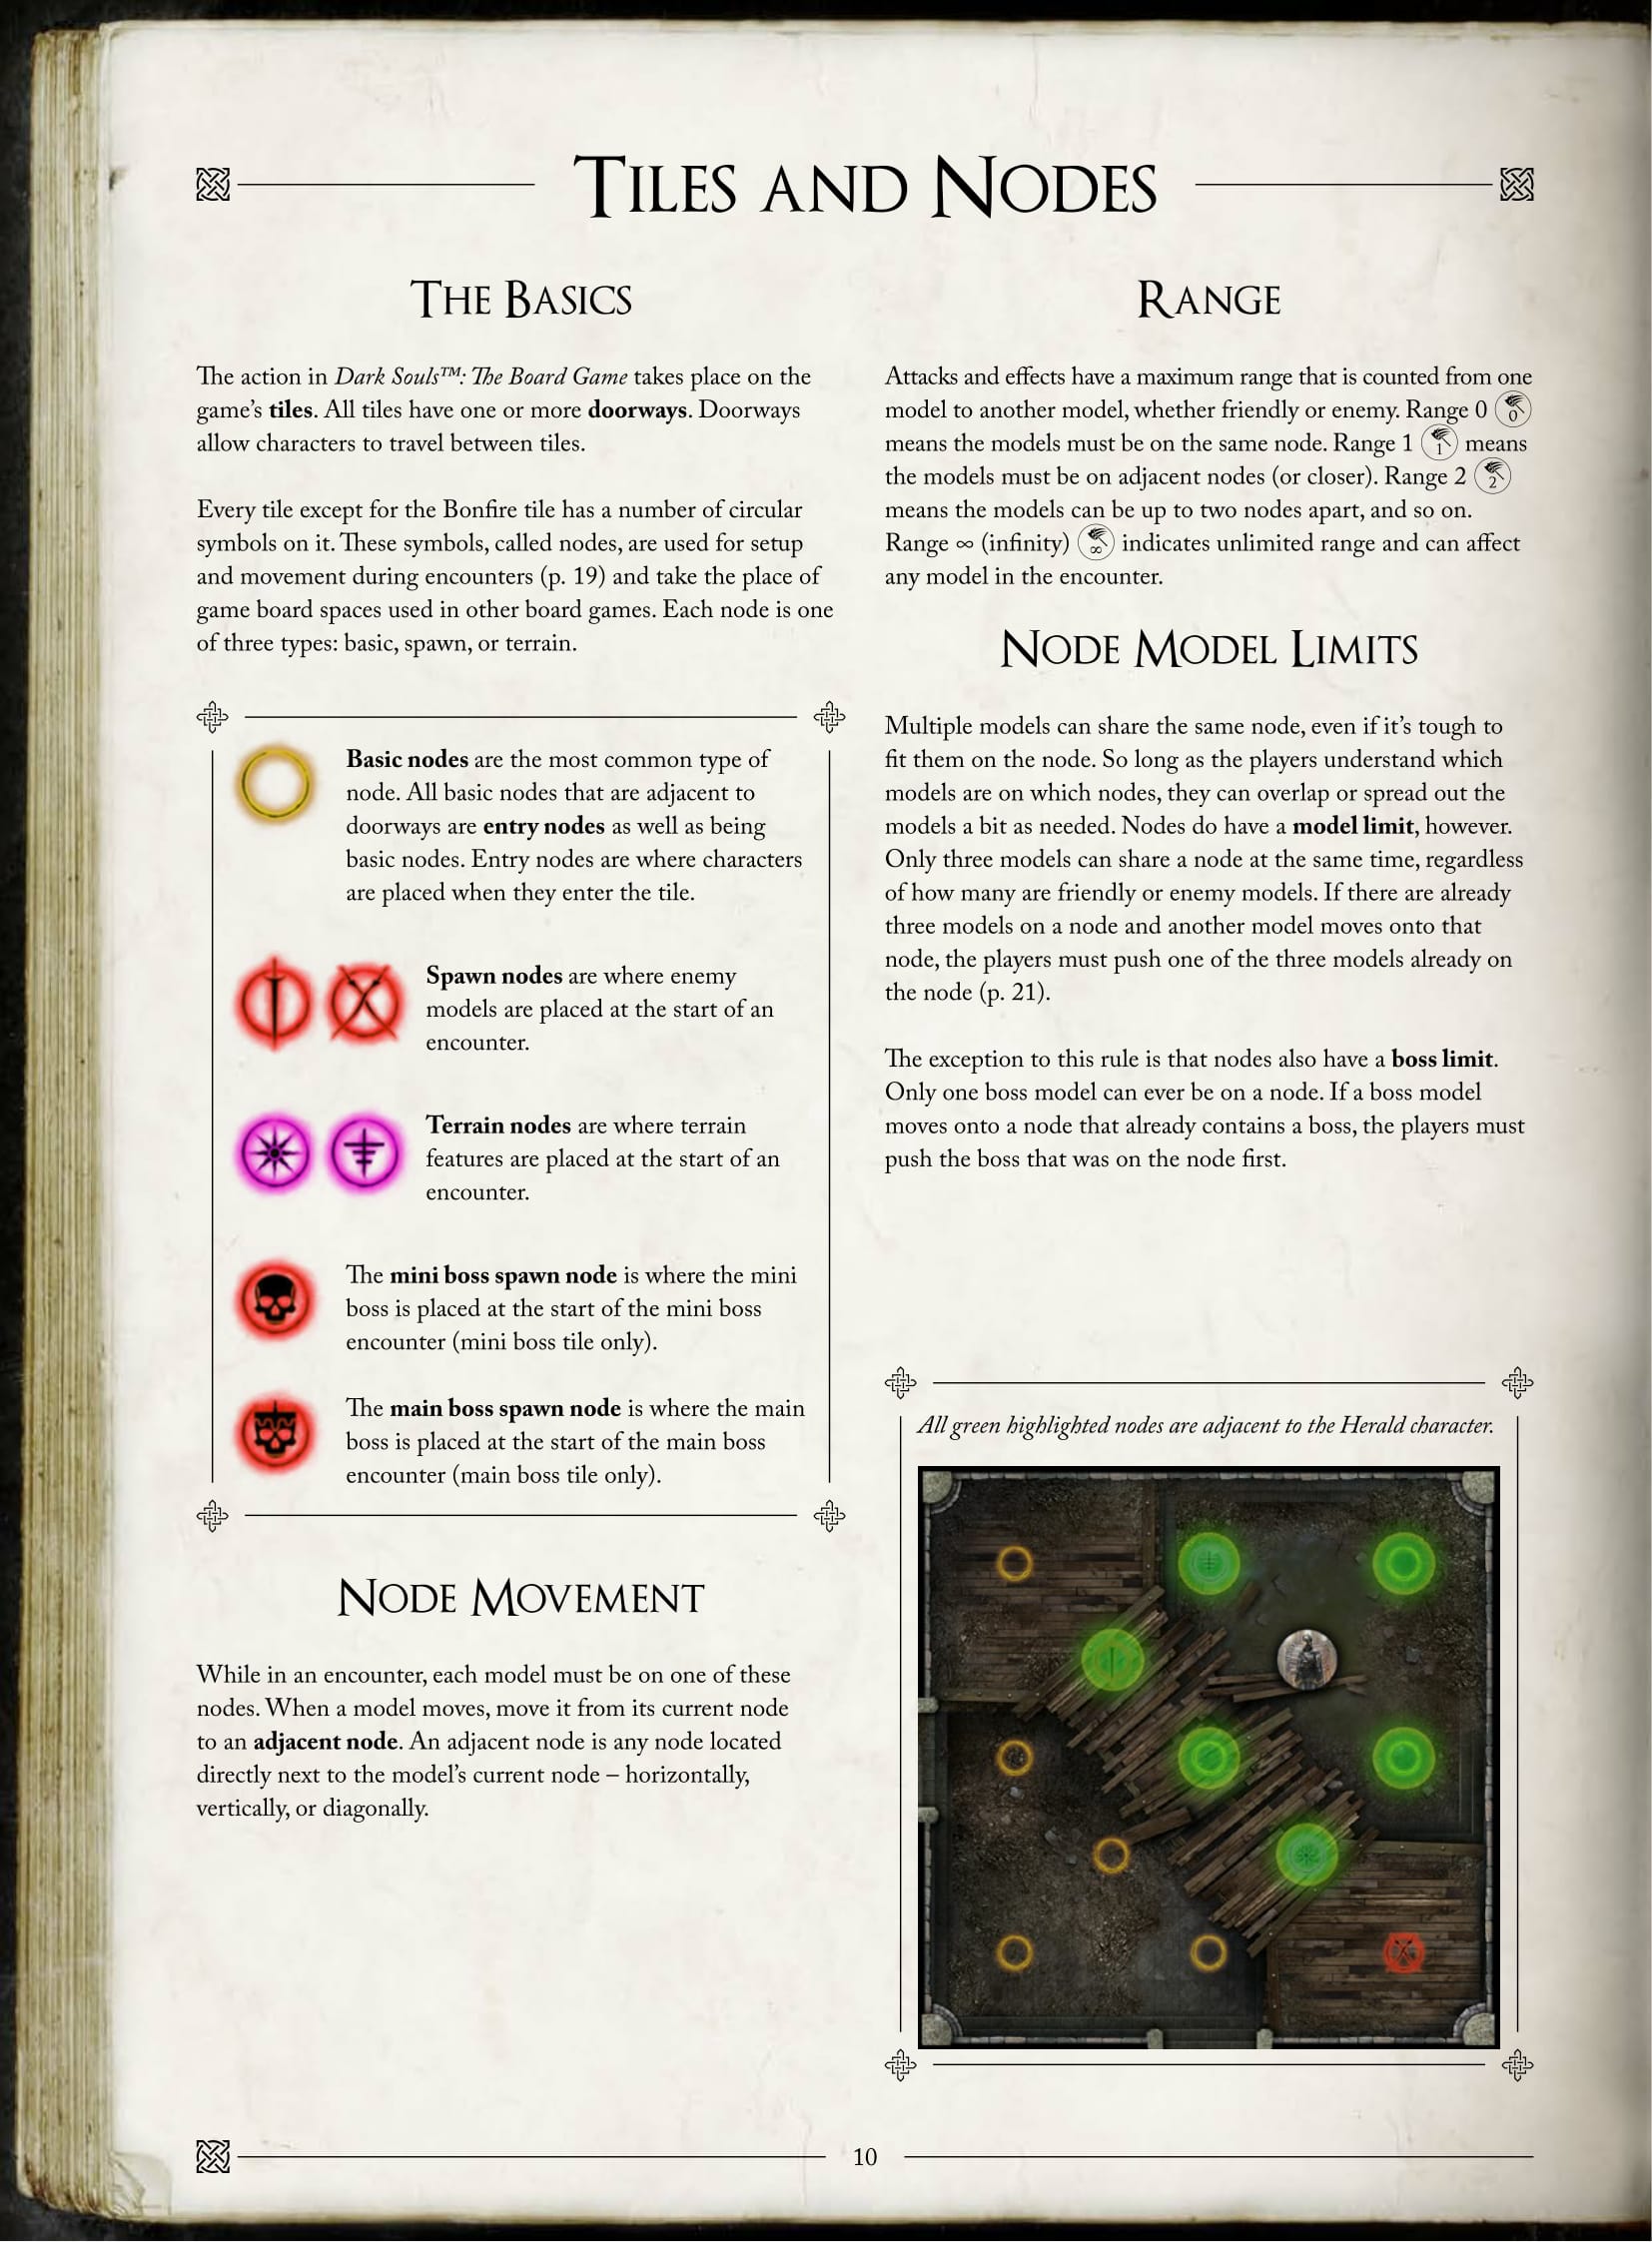 Tiles and Nodes
The Basics
The action in Dark Souls™: The Board Game takes place on the
game's tiles. All tiles have one or more doorways. Doorways
allow characters to travel between tiles.
Every tile except for the Bonfire tile has a number of circular
symbols on it. These symbols, called nodes, are used for setup
and movement during encounters (p. 19) and take the place of
game board spaces used in other board games. Each node is one
of three types: basic, spawn, or terrain.
Basic nodes are the most common type of
node. All basic nodes that are adjacent to
doorways are entry nodes as well as being
basic nodes. Entry nodes are where characters
are placed when they enter the tile.
Spawn nodes are where enemy
models are placed at the start of an
encounter.
Terrain nodes are where terrain
features are placed at the start of an
encounter.
The mini boss spawn node is where the mini
boss is placed at the start of the mini boss
encounter (mini boss tile only).
The main boss spawn node is where the main
boss is placed at the start of the main boss
encounter (main boss tile only).
Node Movement
While in an encounter, each model must be on one of these
nodes. When a model moves, move it from its current node
to an adjacent node. An adjacent node is any node located
directly next to the model's current node – horizontally,
vertically, or diagonally.
Range
Attacks and effects have a maximum range that is counted from one
model to another model, whether friendly or enemy. Range 0 0
means the models must be on the same node. Range 1 1 means
the models must be on adjacent nodes (or closer). Range 2 2
means the models can be up to two nodes apart, and so on.
Range ∞ (infinity) ∞ indicates unlimited range and can affect
any model in the encounter.
Node Model Limits
Multiple models can share the same node, even if it's tough to
fit them on the node. So long as the players understand which
models are on which nodes, they can overlap or spread out the
models a bit as needed. Nodes do have a model limit, however.
Only three models can share a node at the same time, regardless
of how many are friendly or enemy models. If there are already
three models on a node and another model moves onto that
node, the players must push one of the three models already on
the node (p. 21).
The exception to this rule is that nodes also have a boss limit.
Only one boss model can ever be on a node. If a boss model
moves onto a node that already contains a boss, the players must
push the boss that was on the node first.
All green highlighted nodes are adjacent to the Herald character.
10